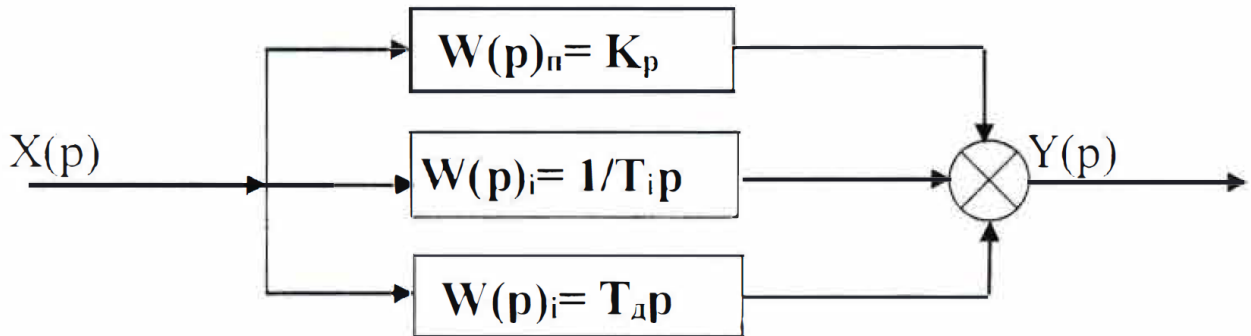 W(p)п= Kр
X(p)
W(p)i= 1/Tip
Y(p)
W(p)i= Tдp